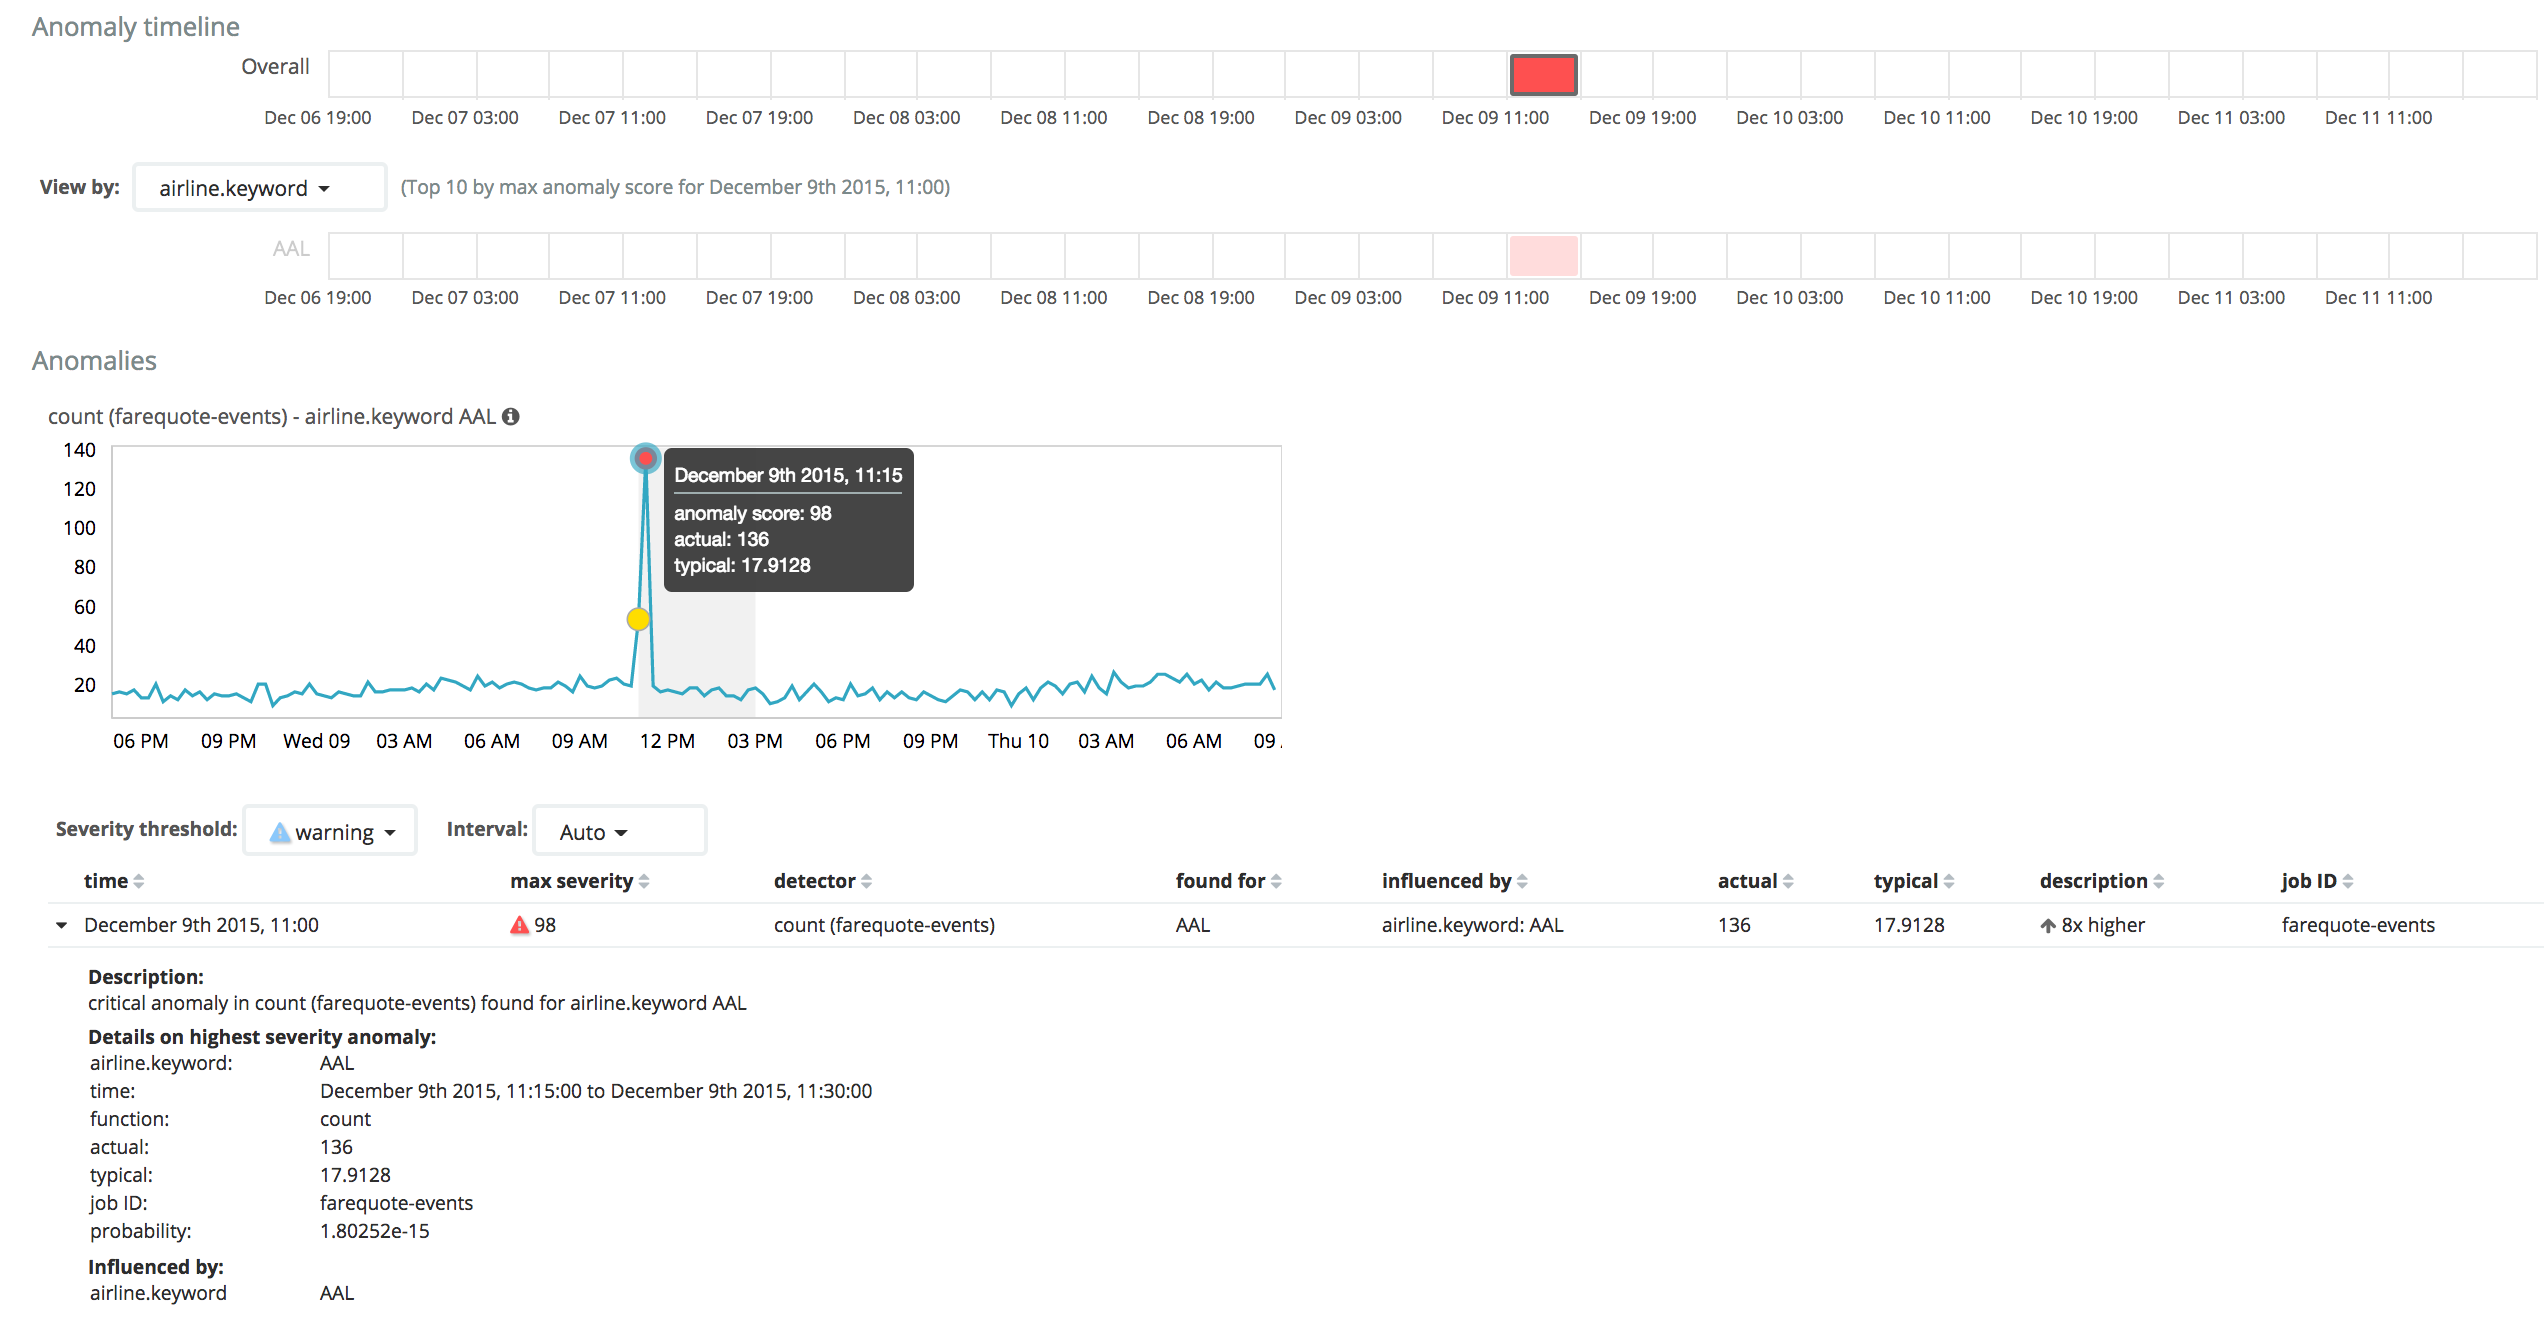 Anomaly timeline
Overall
Dec 06 19:00 Dec 07 03:00 Dec 07 11:00 Dec 07 19:00 Dec 08 03:00 Dec 08 11:00 Dec 08 19:00 Dec 09 03:00 Dec 09 11:00 Dec 09 19:00 Dec 10 03:00 Dec 10 11:00 Dec 10 19:00 Dec 11 03:00 Dec 11 11:00
View by: airline.keyword (Top 10 by max anomaly score for December 9th 2015, 11:00)
AAL
Dec 06 19:00 Dec 07 03:00 Dec 07 11:00 Dec 07 19:00 Dec 08 03:00 Dec 08 11:00 Dec 08 19:00 Dec 09 03:00 Dec 09 11:00 Dec 09 19:00 Dec 10 03:00 Dec 10 11:00 Dec 10 19:00 Dec 11 03:00 Dec 11 11:00
Anomalies
count (farequote-events) - airline.keyword AAL
140
120
100
80
60
40
20
December 9th 2015, 11:15
anomaly score: 98
actual: 136
typical: 17.9128
06 PM 09 PM Wed 09 03 AM 06 AM 09 AM 12 PM 03 PM 06 PM 09 PM Thu 10 03 AM 06 AM 09
Severity threshold: warning Interval: Auto
time max severity detector found for influenced by actual typical description job ID
December 9th 2015, 11:00 98 count (farequote-events) AAL airline.keyword: AAL 136 17.9128 8x higher farequote-events
Description:
critical anomaly in count (farequote-events) found for airline.keyword AAL
Details on highest severity anomaly:
airline.keyword: AAL
time: December 9th 2015, 11:15:00 to December 9th 2015, 11:30:00
function: count
actual: 136
typical: 17.9128
job ID: farequote-events
probability: 1.80252e-15
Influenced by:
airline.keyword AAL